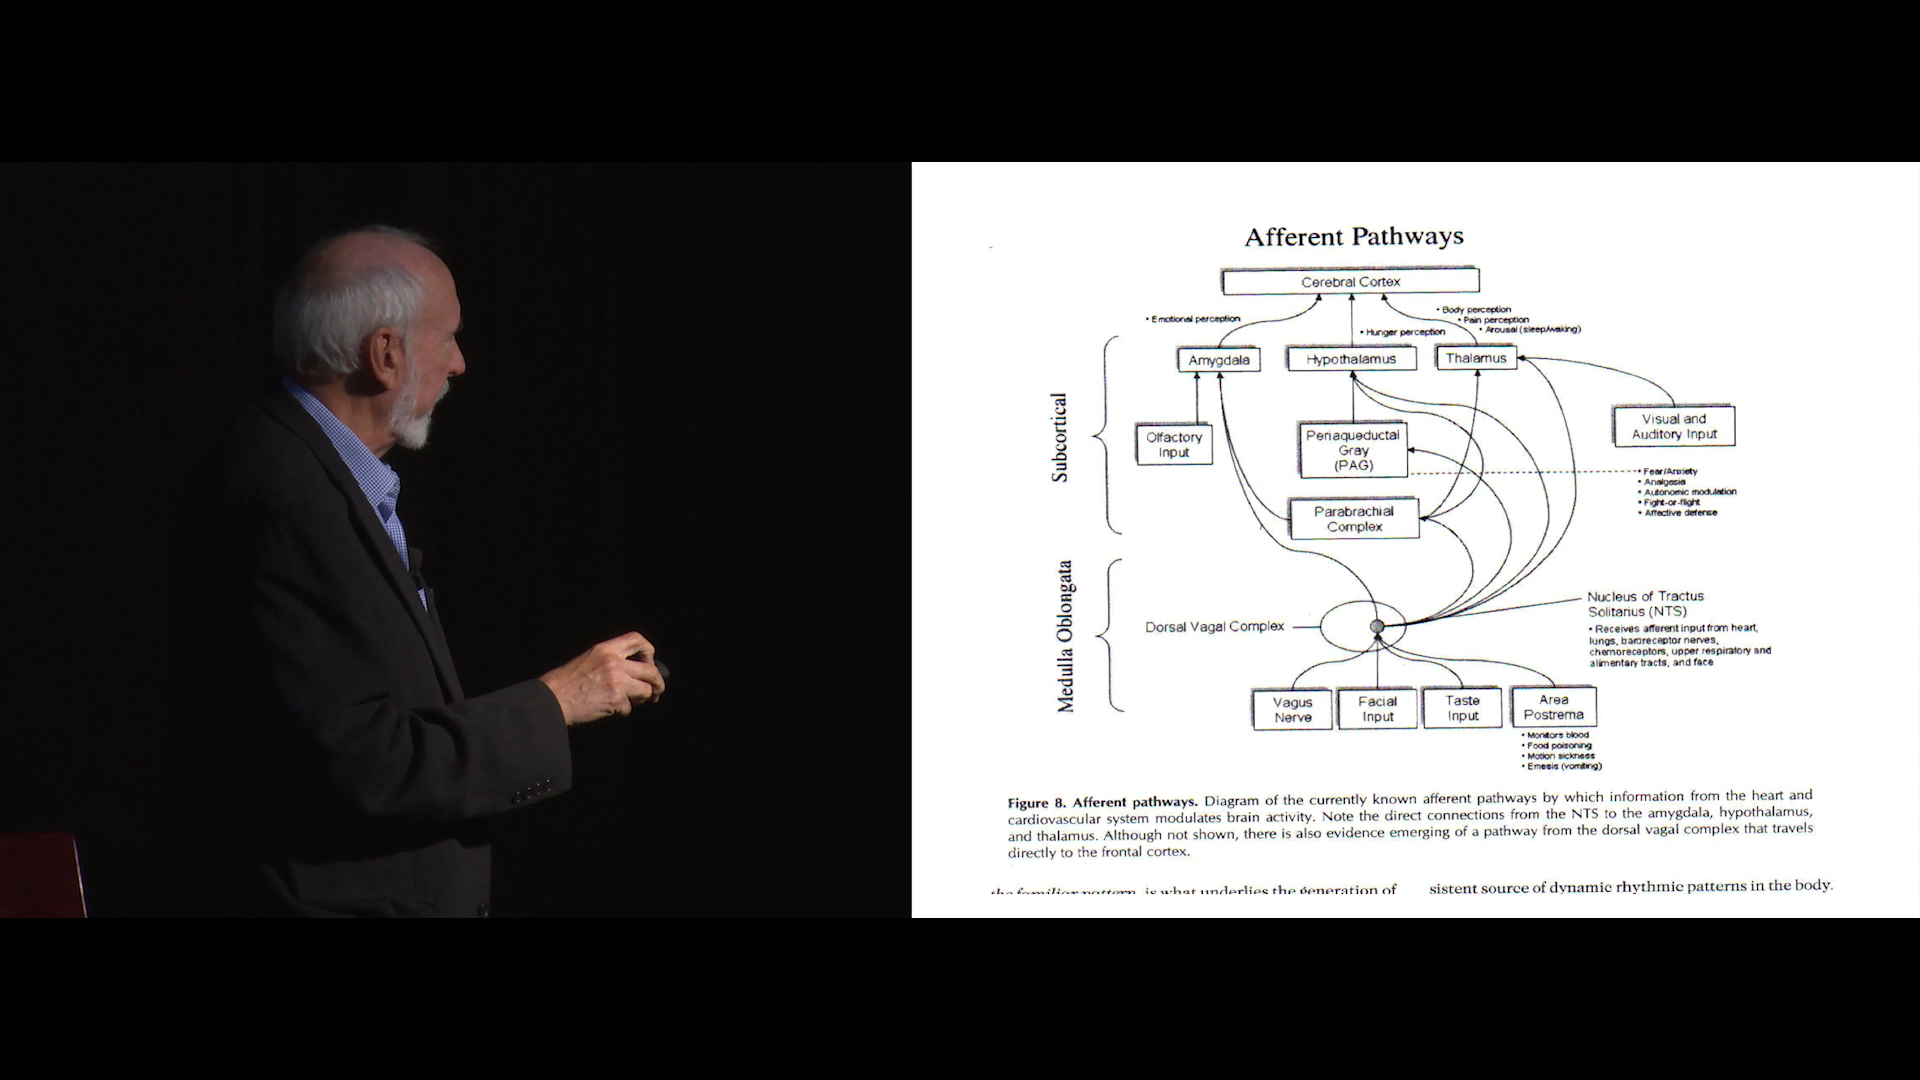 Afferent Pathways
Cerebral Cortex
• Emotional perception
• Hunger perception
• Body perception
• Pain perception
• Arousal (sleep/waking)
Subcortical
Amygdala
Hypothalamus
Thalamus
Olfactory
Input
Periaqueductal
Gray
(PAG)
Visual and
Auditory Input
• Fear/Anxiety
• Analgesia
• Autonomic modulation
• Fight-or-flight
• Affective defense
Parabrachial
Complex
Medulla Oblongata
Dorsal Vagal Complex
Nucleus of Tractus
Solitarius (NTS)
• Receives afferent input from heart,
lungs, baroreceptor nerves,
chemoreceptors, upper respiratory and
alimentary tracts, and face
Vagus
Nerve
Facial
Input
Taste
Input
Area
Postrema
• Monitors blood
• Food poisoning
• Motion sickness
• Emesis (vomiting)
Figure 8. Afferent pathways. Diagram of the currently known afferent pathways by which information from the heart and
cardiovascular system modulates brain activity. Note the direct connections from the NTS to the amygdala, hypothalamus,
and thalamus. Although not shown, there is also evidence emerging of a pathway from the dorsal vagal complex that travels
directly to the frontal cortex.
the familiar pattern is what underlies the generation of
sistent source of dynamic rhythmic patterns in the body.